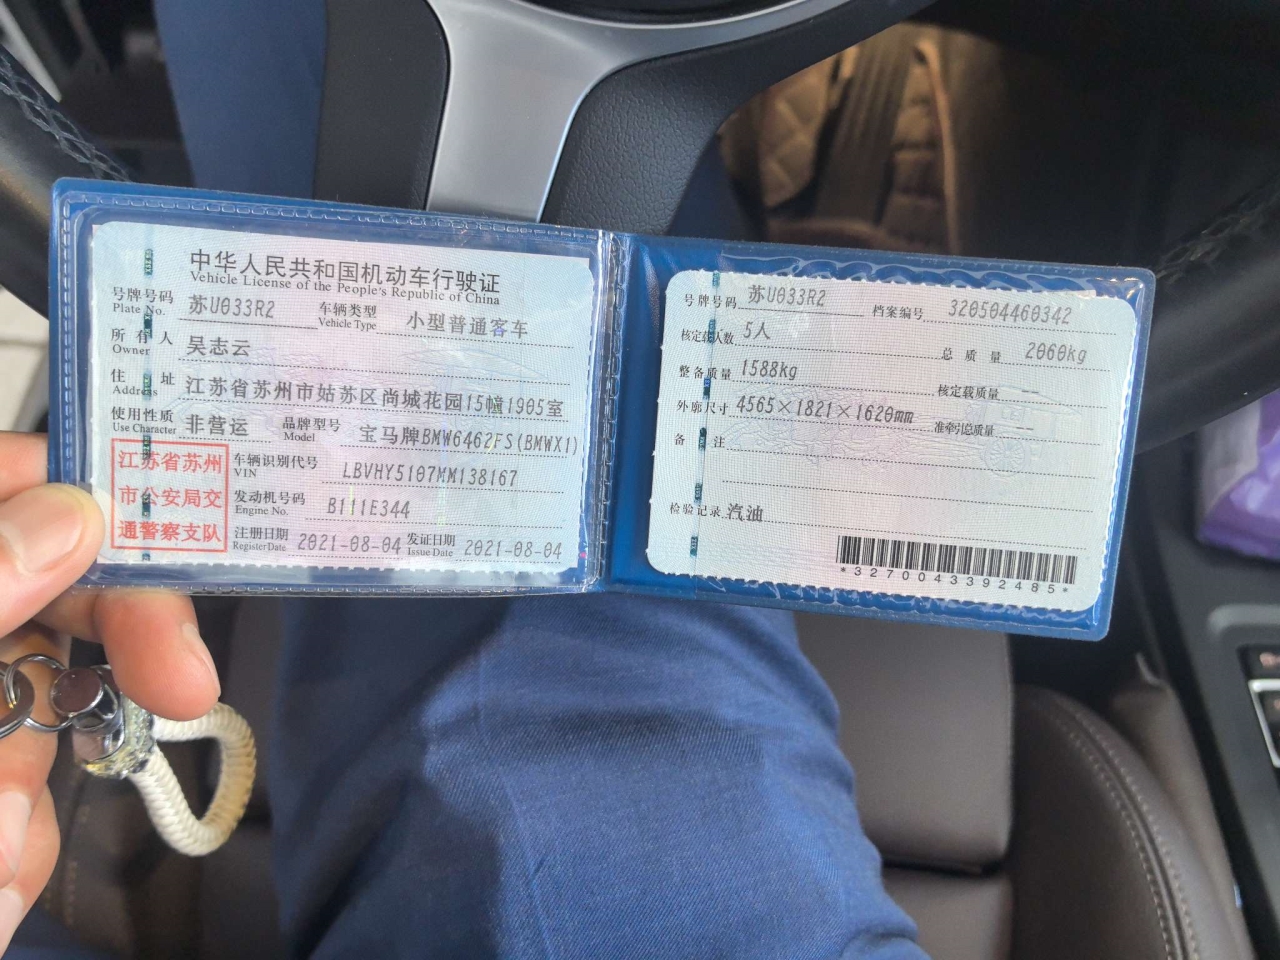 中华人民共和国机动车行驶证
Vehicle License of the People's Republic of China
号牌号码 苏U033R2 车辆类型 小型普通客车
Plate No. Vehicle Type
所有人 吴志云
Owner
住址 江苏省苏州市姑苏区尚城花园15幢1905室
Address
使用性质 非营运 品牌型号 宝马牌BMW6462FS(BMWX1)
Use Character Model
江苏省苏州
市公安局交
通警察支队
车辆识别代号 LBVHY5107MM138167
VIN
发动机号码 B111E344
Engine No.
注册日期 2021-08-04 发证日期 2021-08-04
Register Date Issue Date
号牌号码 苏U033R2 档案编号 320504460342
核定载人数 5人 总质量 2060kg
整备质量 1588kg 核定载质量 --
外廓尺寸 4565×1821×1620mm 准牵引总质量 --
备注
检验记录 汽油
*3270043392485*